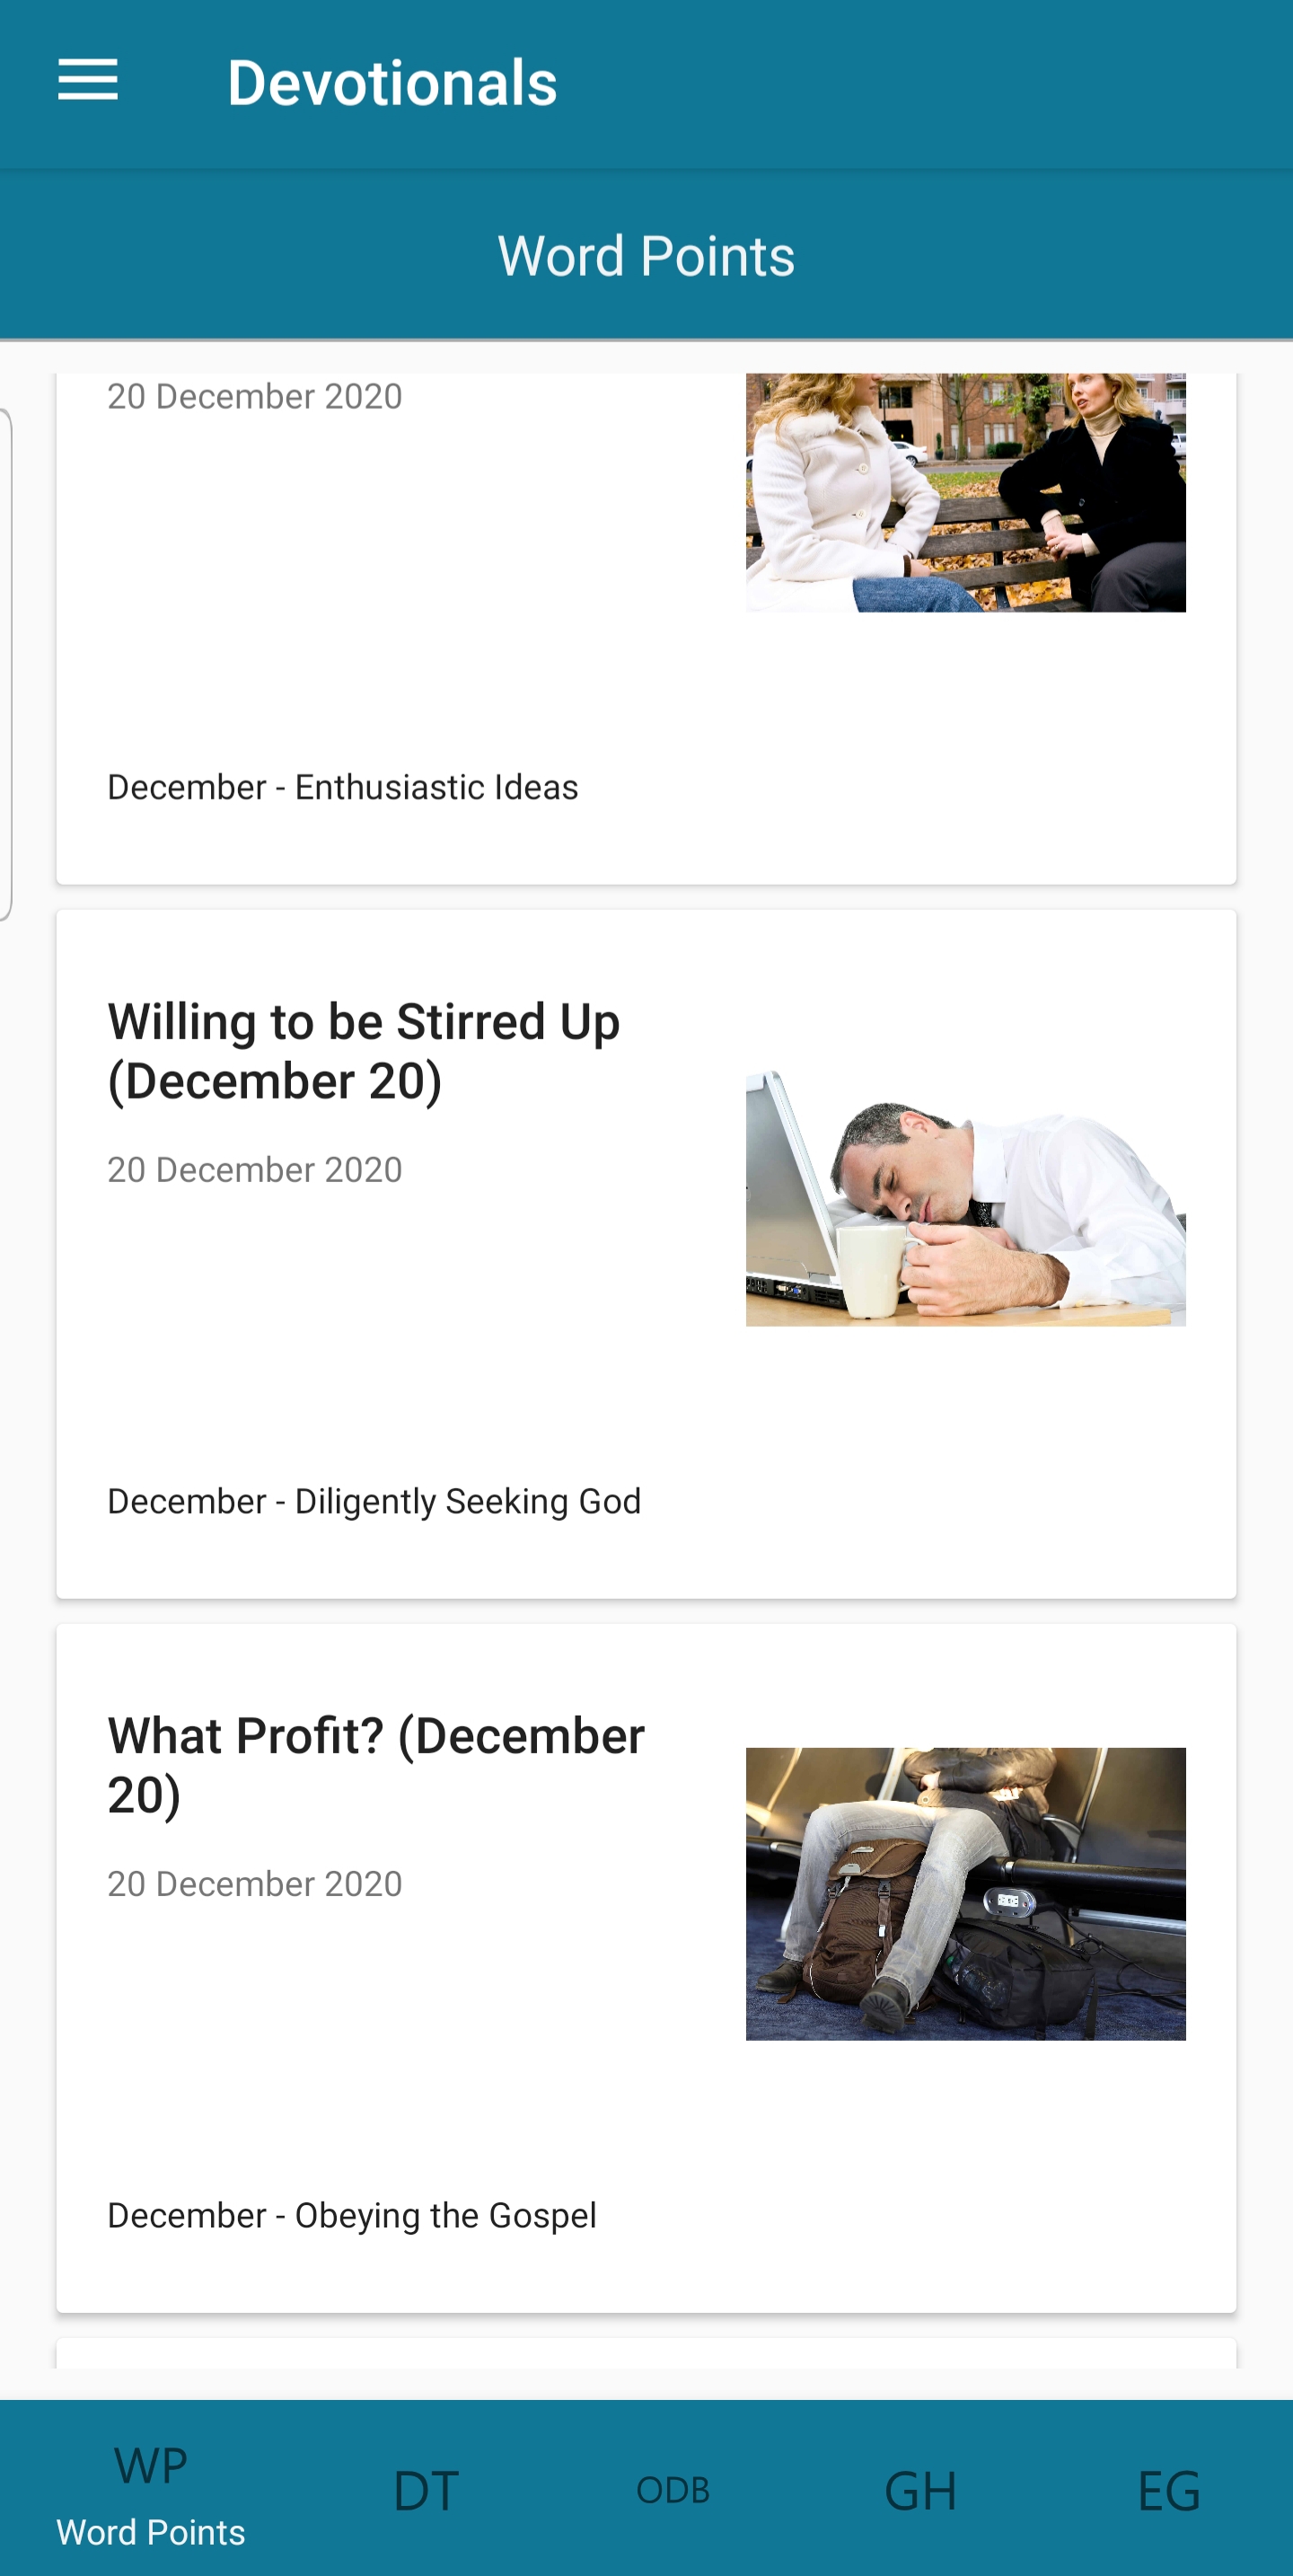 Devotionals
Word Points
20 December 2020
December - Enthusiastic Ideas
Willing to be Stirred Up
(December 20)
20 December 2020
December - Diligently Seeking God
What Profit? (December
20)
20 December 2020
December - Obeying the Gospel
WP
Word Points
DT
ODB
GH
EG